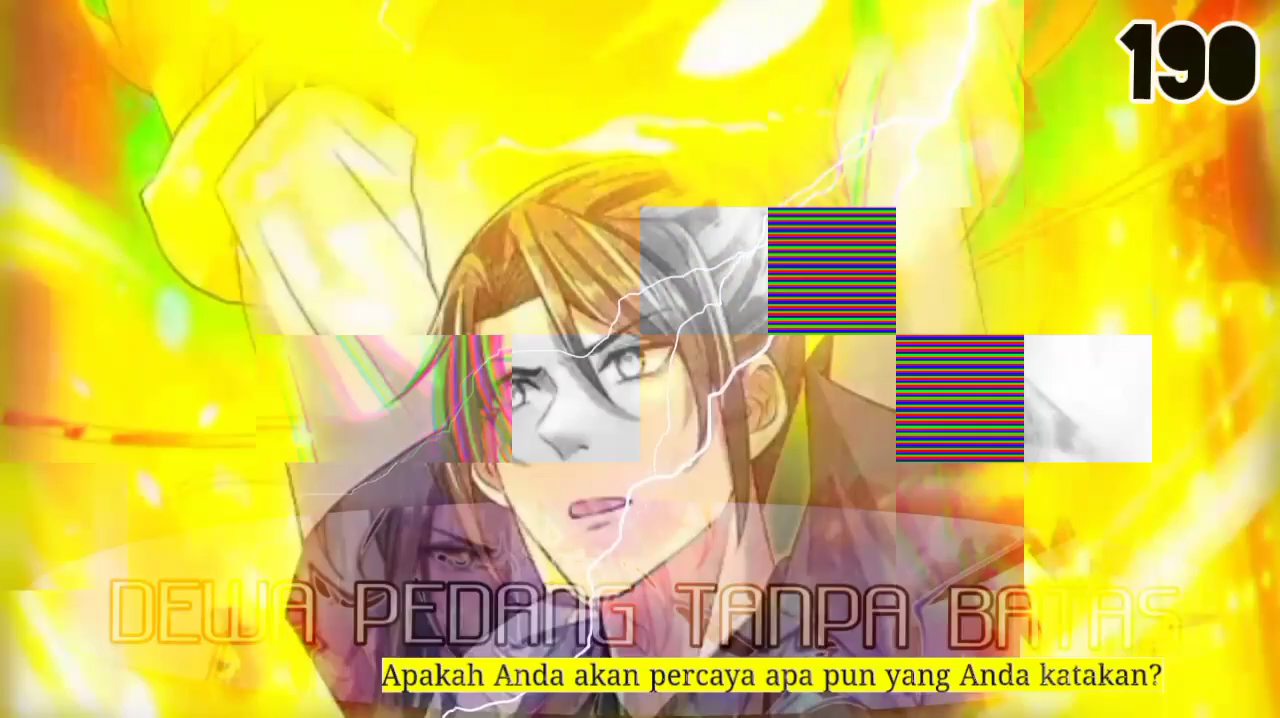 190
DEWA PEDANG TANPA BATAS
Apakah Anda akan percaya apa pun yang Anda katakan?